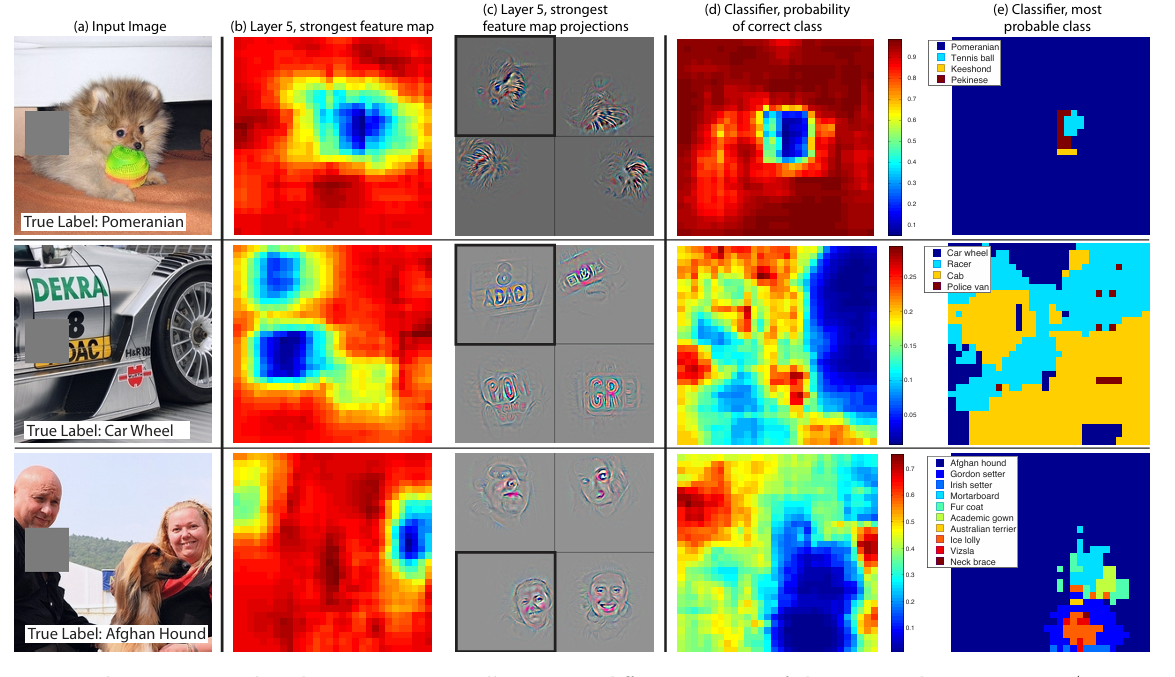 (a) Input Image
(b) Layer 5, strongest feature map
(c) Layer 5, strongest
feature map projections
(d) Classifier, probability
of correct class
(e) Classifier, most
probable class
True Label: Pomeranian
0.9
0.8
0.7
0.6
0.5
0.4
0.3
0.2
0.1
Pomeranian
Tennis ball
Keeshond
Pekinese
DEKRA
8
DAC
True Label: Car Wheel
ADAC
PO
GR
0.25
0.2
0.15
0.1
0.05
Car wheel
Racer
Cab
Police van
True Label: Afghan Hound
0.7
0.6
0.5
0.4
0.3
0.2
0.1
Afghan hound
Gordon setter
Irish setter
Mortarboard
Fur coat
Academic gown
Australian terrier
Ice lolly
Vizsla
Neck brace